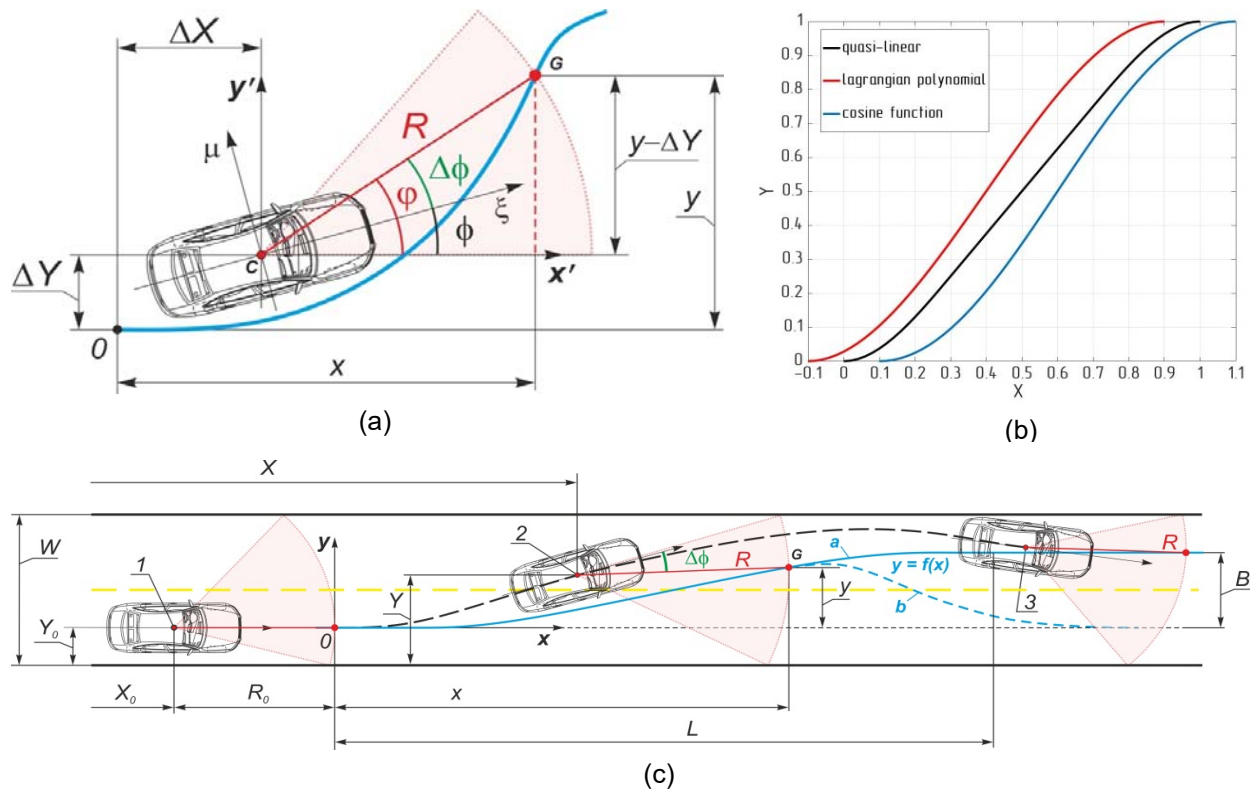 ΔX
y'
G
R
y−ΔY
μ
Δϕ
φ
ξ
ϕ
y
C
x'
ΔY
0
x
(a)
quasi-linear
lagrangian polynomial
cosine function
1
0.9
0.8
0.7
0.6
0.5
0.4
0.3
0.2
0.1
0
Y
−0.1 0 0.1 0.2 0.3 0.4 0.5 0.6 0.7 0.8 0.9 1 1.1
X
(b)
X
W
y
2
Δϕ
R
G
a
y = f(x)
R
1
Y
y
b
3
B
Y₀
0
x
X₀
R₀
x
L
(c)